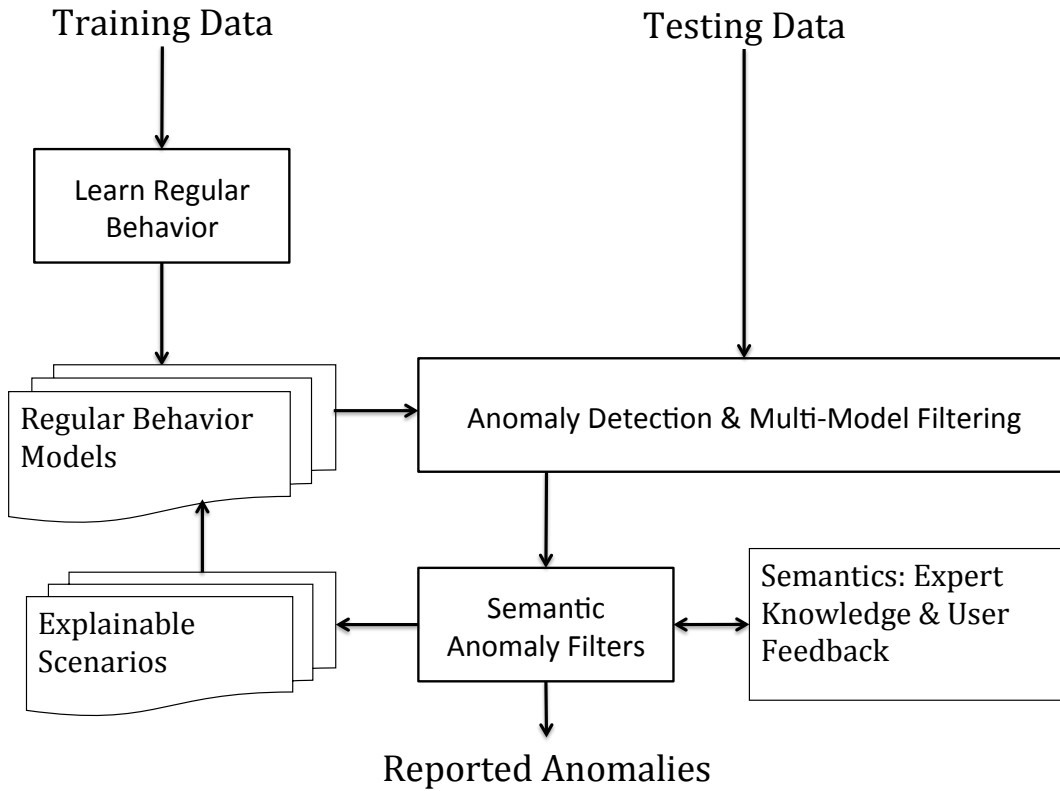 Training Data
Testing Data
Learn Regular
Behavior
Regular Behavior
Models
Anomaly Detection & Multi-Model Filtering
Explainable
Scenarios
Semantic
Anomaly Filters
Semantics: Expert
Knowledge & User
Feedback
Reported Anomalies